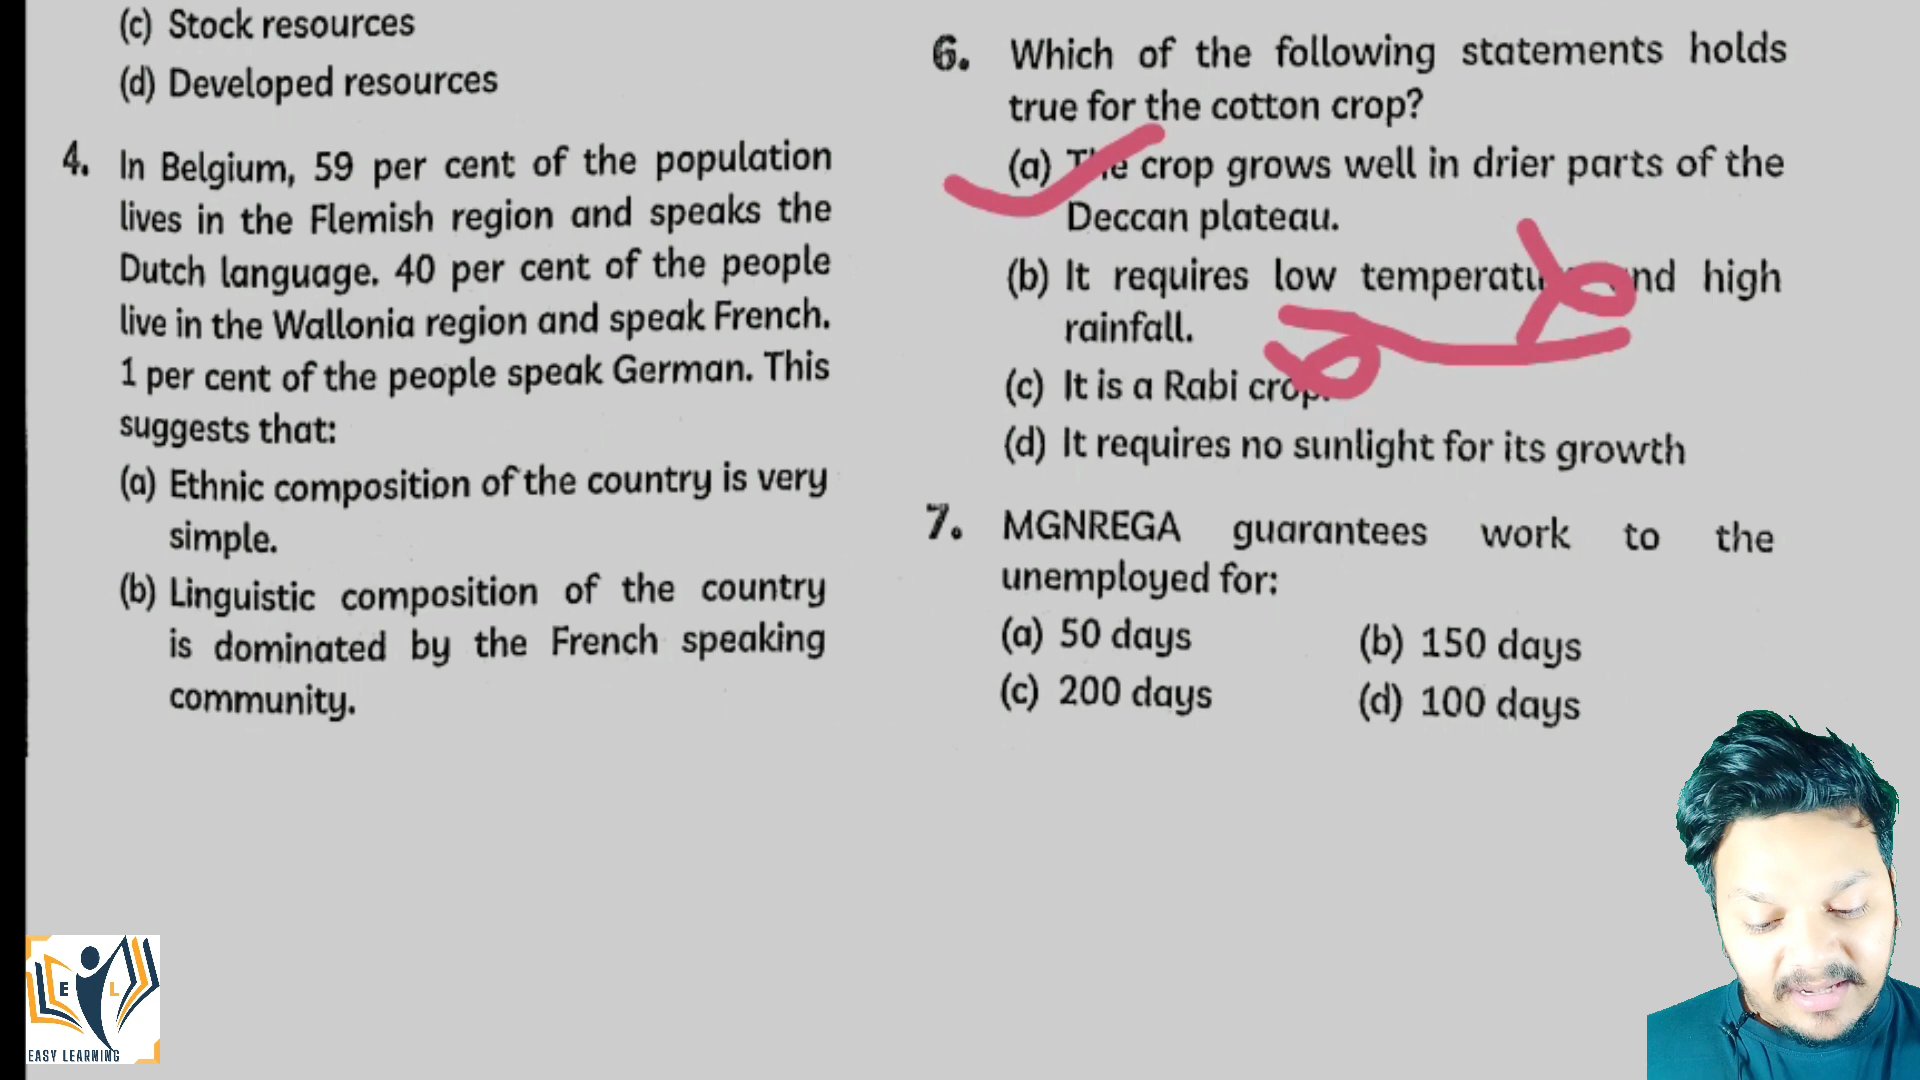 (c) Stock resources
(d) Developed resources
4. In Belgium, 59 per cent of the population
lives in the Flemish region and speaks the
Dutch language. 40 per cent of the people
live in the Wallonia region and speak French.
1 per cent of the people speak German. This
suggests that:
(a) Ethnic composition of the country is very
simple.
(b) Linguistic composition of the country
is dominated by the French speaking
community.
6. Which of the following statements holds
true for the cotton crop?
(a) The crop grows well in drier parts of the
Deccan plateau.
(b) It requires low temperature and high
rainfall.
(c) It is a Rabi crop.
(d) It requires no sunlight for its growth
7. MGNREGA guarantees work to the
unemployed for:
(a) 50 days (b) 150 days
(c) 200 days (d) 100 days
E L
EASY LEARNING